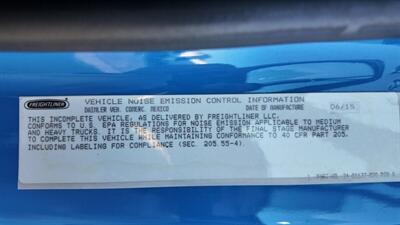 FREIGHTLINER
VEHICLE NOISE EMISSION CONTROL INFORMATION
DAIMLER VEH. COMERC. MEXICO DATE OF MANUFACTURE 06/15
THIS INCOMPLETE VEHICLE, AS DELIVERED BY FREIGHTLINER LLC.
CONFORMS TO U.S. EPA REGULATIONS FOR NOISE EMISSION APPLICABLE TO MEDIUM
AND HEAVY TRUCKS. IT IS THE RESPONSIBILITY OF THE FINAL STAGE MANUFACTURER
TO COMPLETE THIS VEHICLE WHILE MAINTAINING CONFORMANCE TO 40 CFR PART 205,
INCLUDING LABELING FOR COMPLIANCE (SEC. 205.55-4).
PART NO.